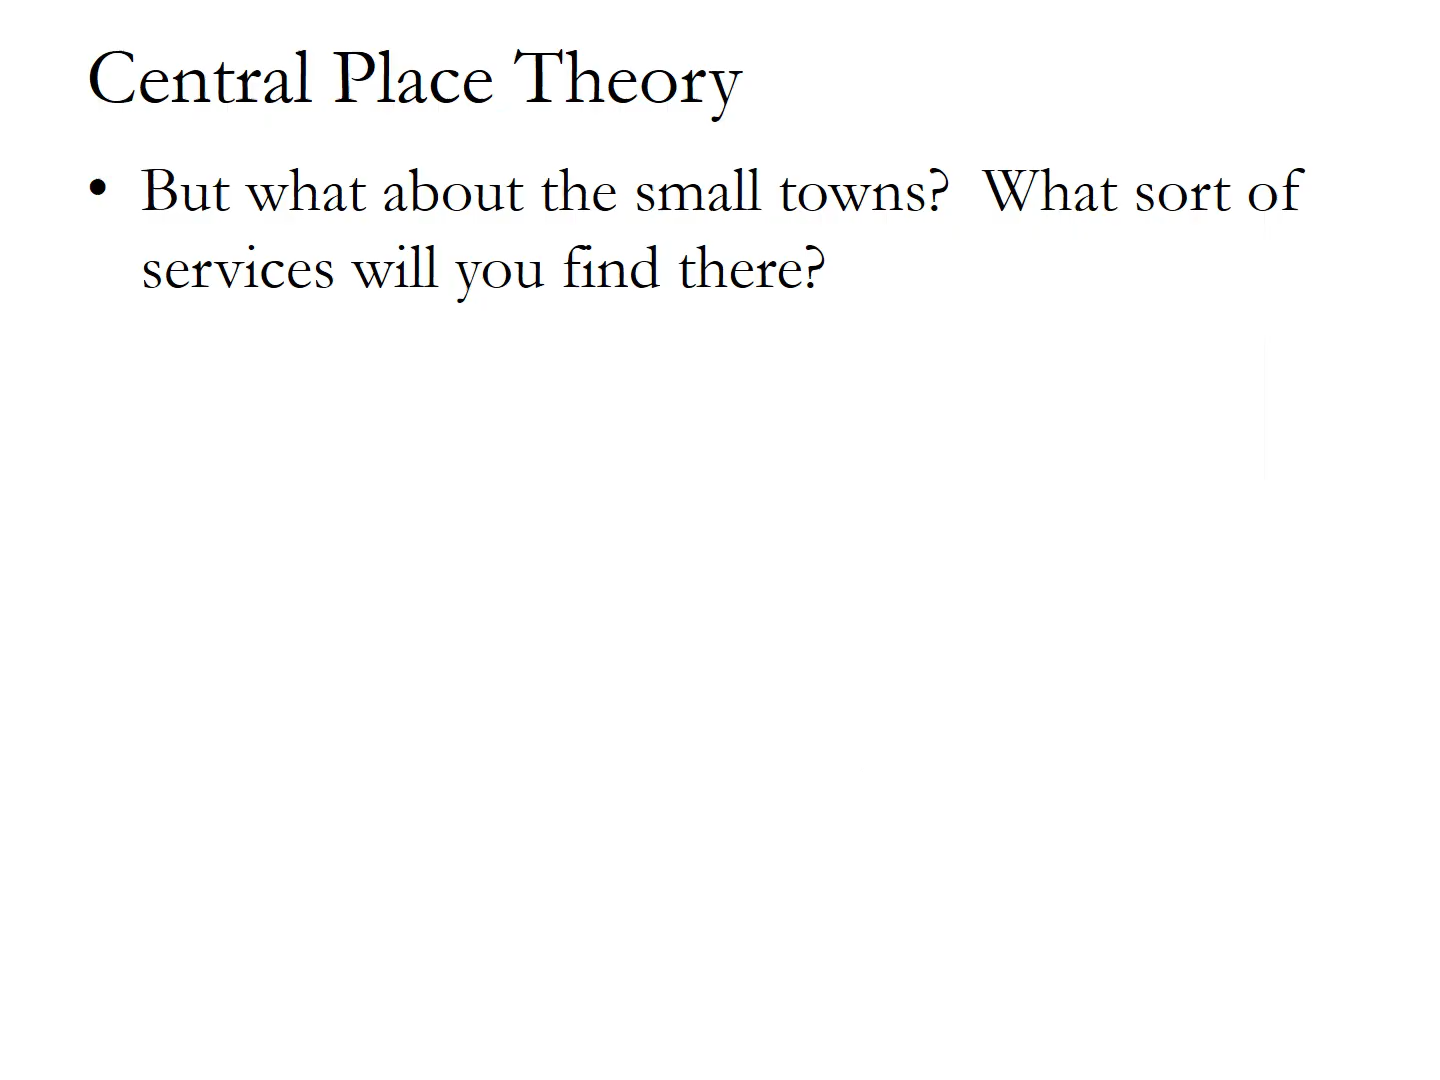 Central Place Theory
• But what about the small towns?  What sort of
services will you find there?